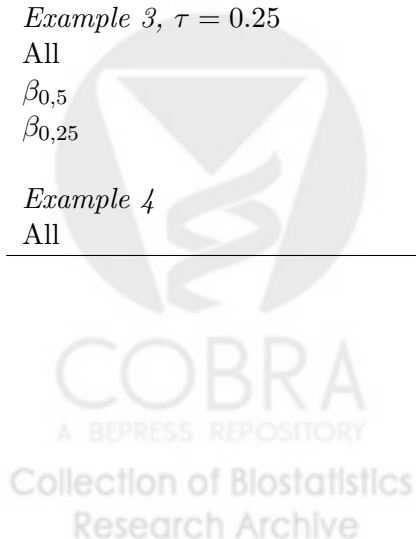 Example 3, τ = 0.25
All
β0,5
β0,25
Example 4
All
COBRA
A BEPRESS REPOSITORY
Collection of Biostatistics
Research Archive